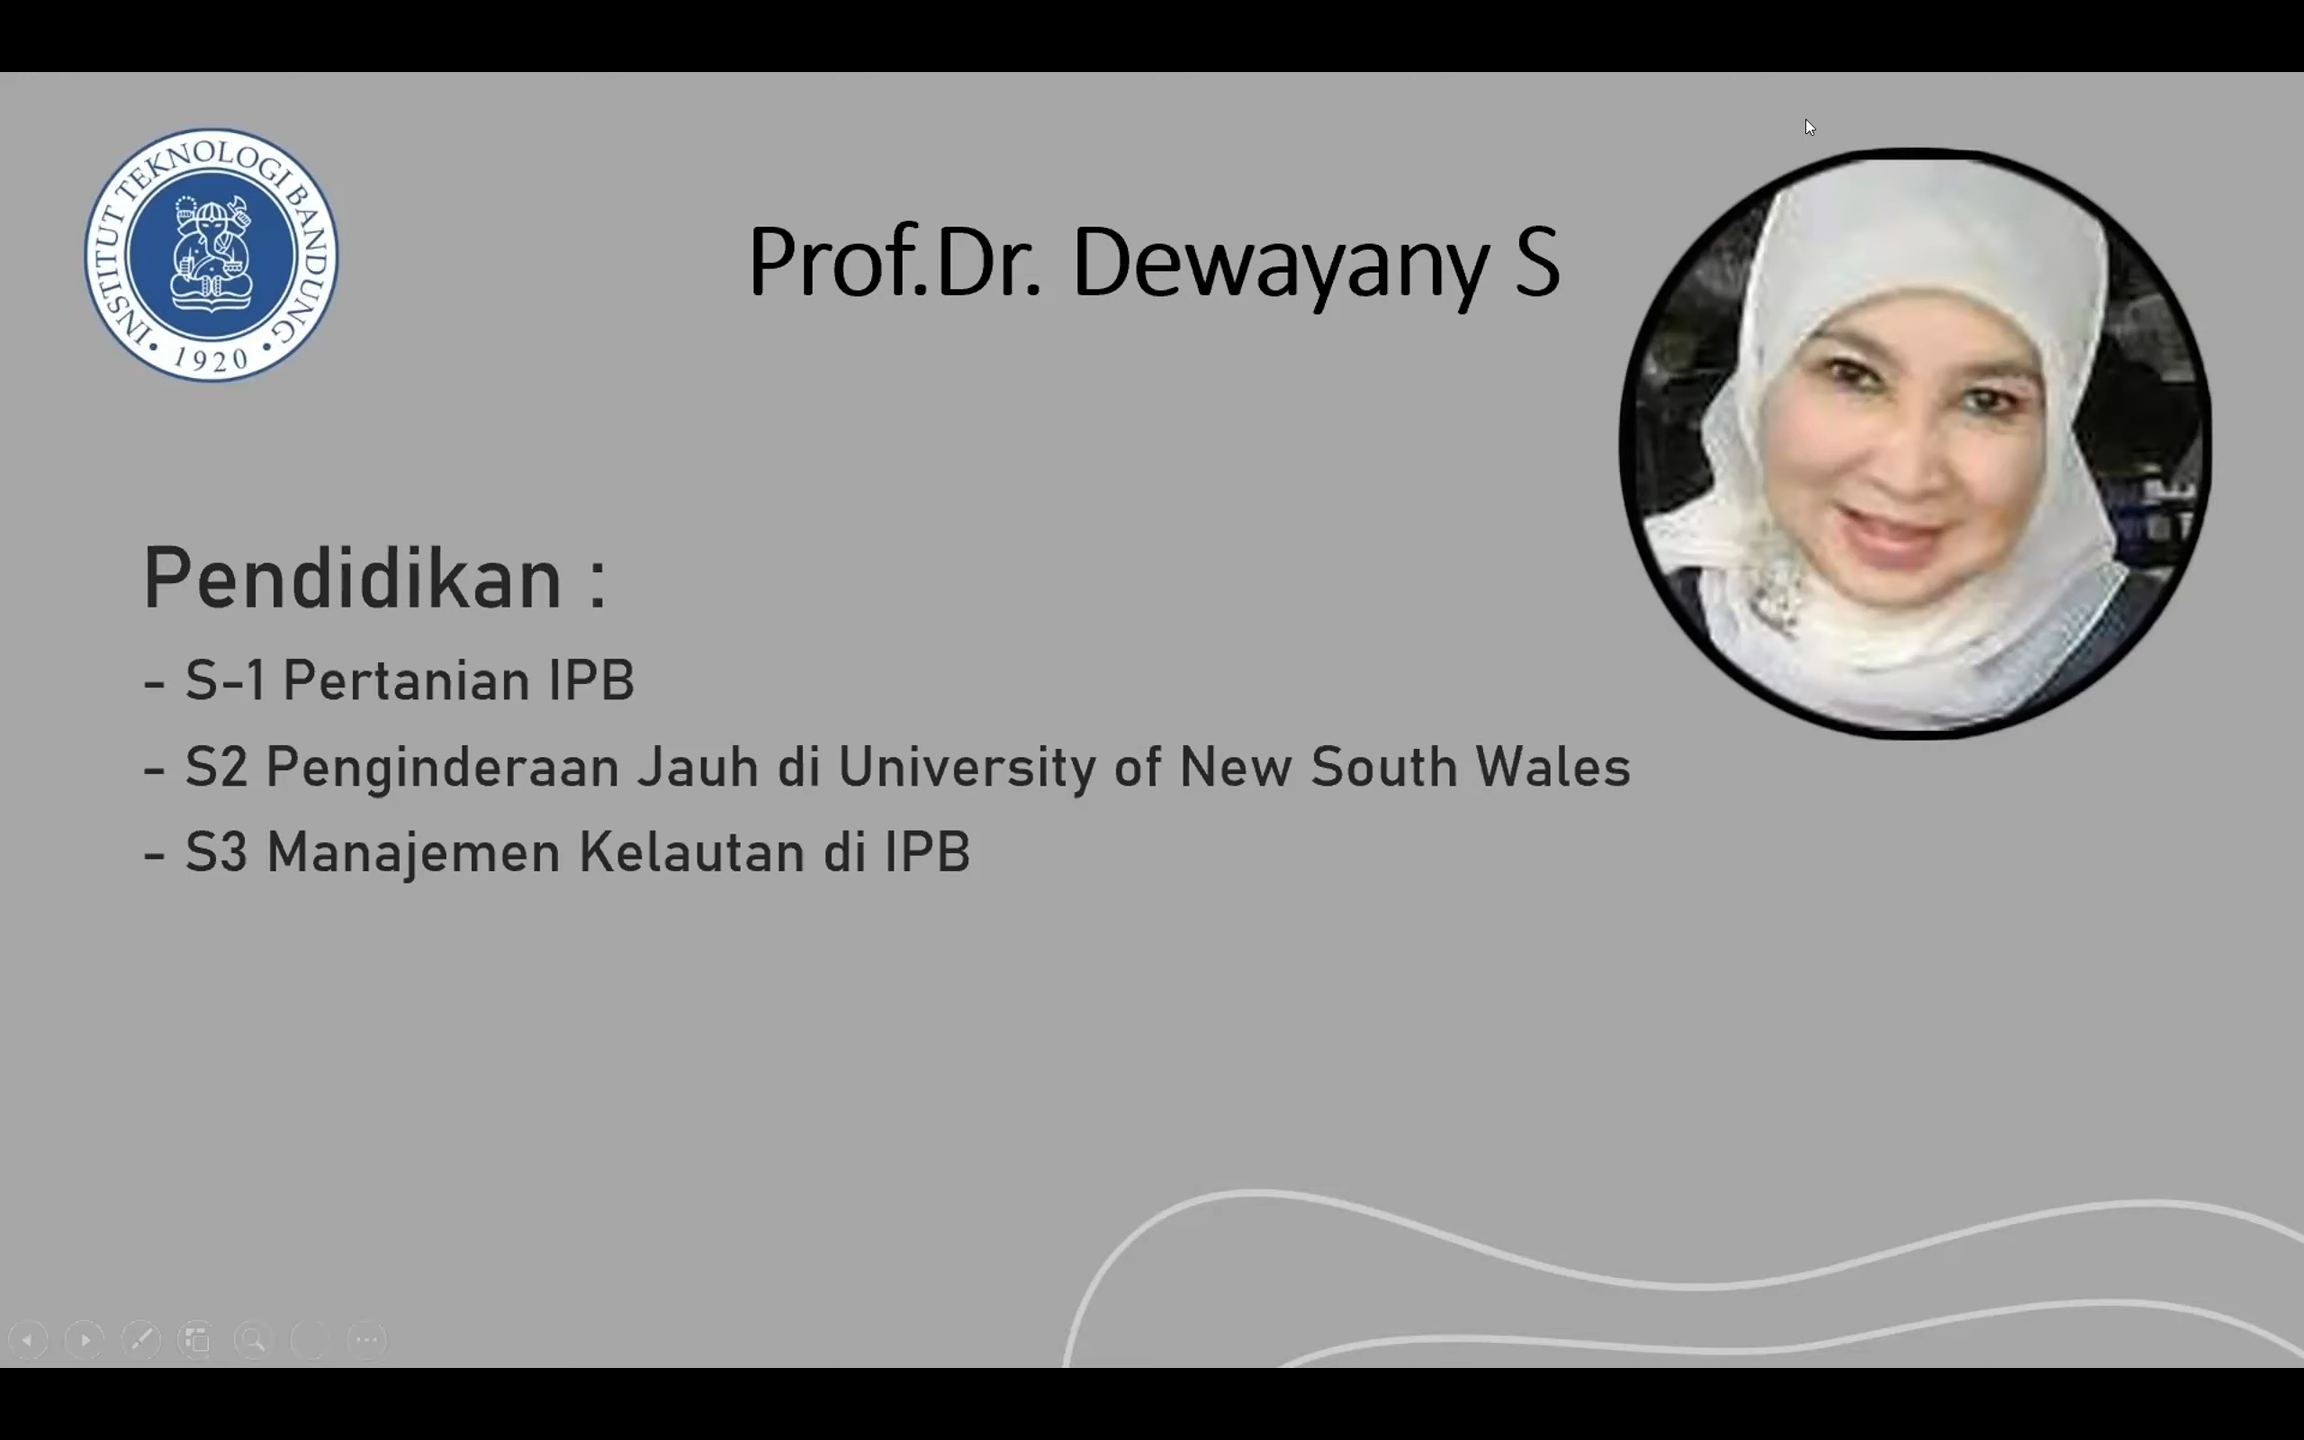 INSTITUT TEKNOLOGI BANDUNG
• 1920 •
Prof.Dr. Dewayany S
Pendidikan :
- S-1 Pertanian IPB
- S2 Penginderaan Jauh di University of New South Wales
- S3 Manajemen Kelautan di IPB